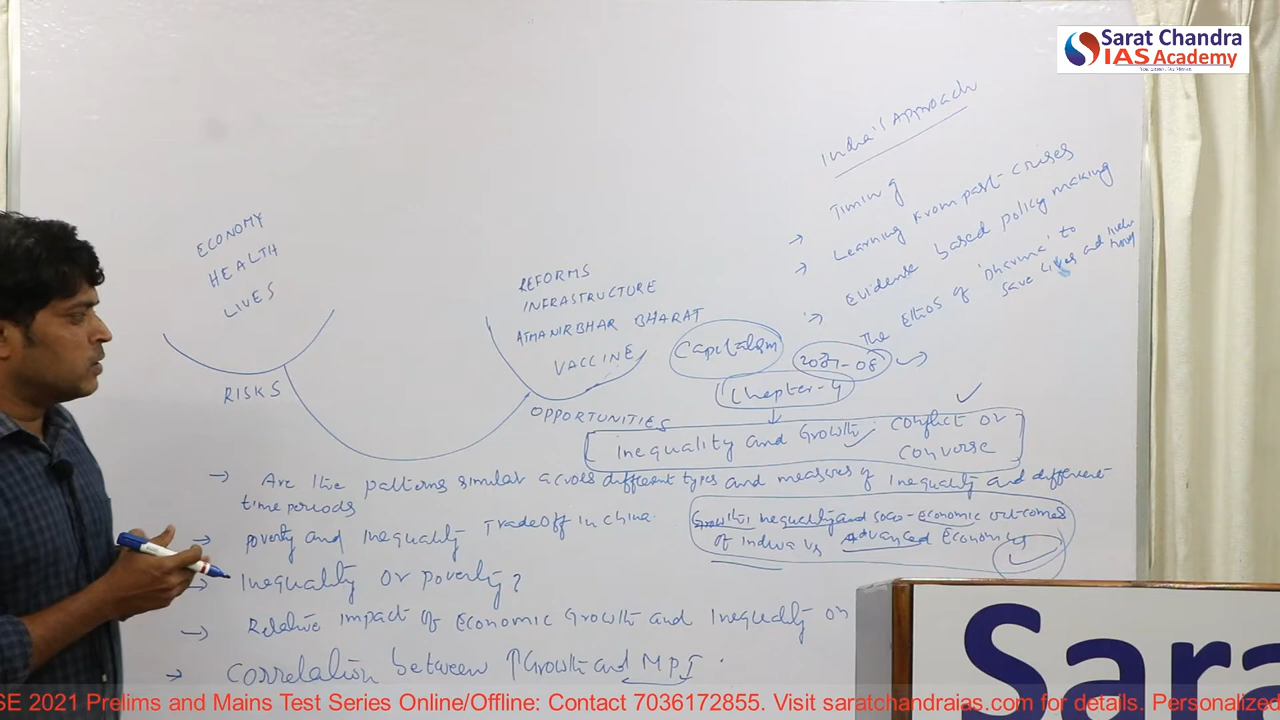 Sarat Chandra
IAS Academy
India's Approach
→ Timing
→ Learning From past-crises
→ Evidense based policy making
The Ethos of 'Dharma' to
save lives and
ECONOMY
HEALTH
LIVES
RISKS
REFORMS
INFRASTRUCTURE
ATMANIRBHAR BHARAT
VACCINE
OPPORTUNITIES
Capitalism
2007-08
Chapter-4
Inequality and Growth: Conflict or
Converse
→ Are the patterns similar across different types and measures of Inequality and different
time periods
→ poverty and Inequality Tradeoff in China.
Growth, inequality and soco-Economic outcomes
of India vs Advanced Economies
→ Inequality or poverty?
→ Relative impact of Economic Growth and Inequality on
→ Correlation between ↑Growth and MPI.
Sara
SE 2021 Prelims and Mains Test Series Online/Offline: Contact 7036172855. Visit saratchandraias.com for details. Personalized